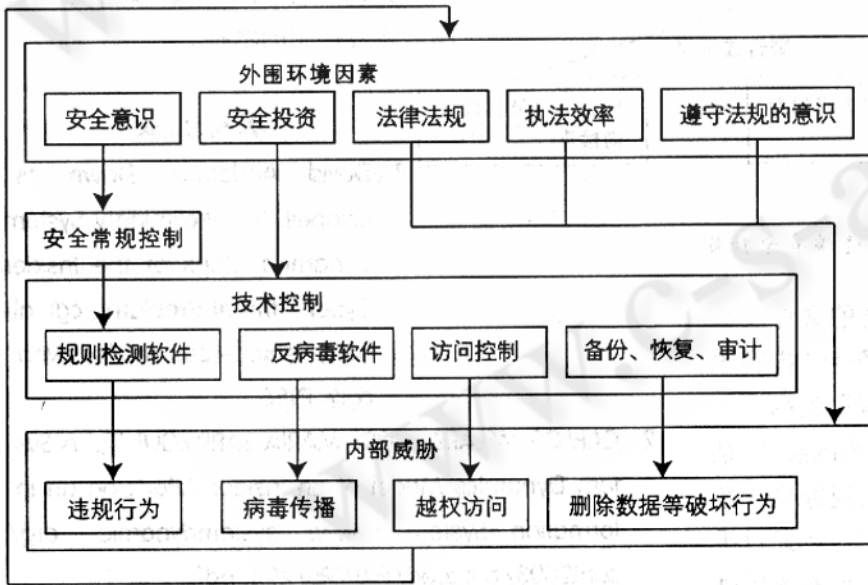 外围环境因素
安全意识 安全投资 法律法规 执法效率 遵守法规的意识
安全常规控制
技术控制
规则检测软件 反病毒软件 访问控制 备份、恢复、审计
内部威胁
违规行为 病毒传播 越权访问 删除数据等破坏行为
www.c-s-a